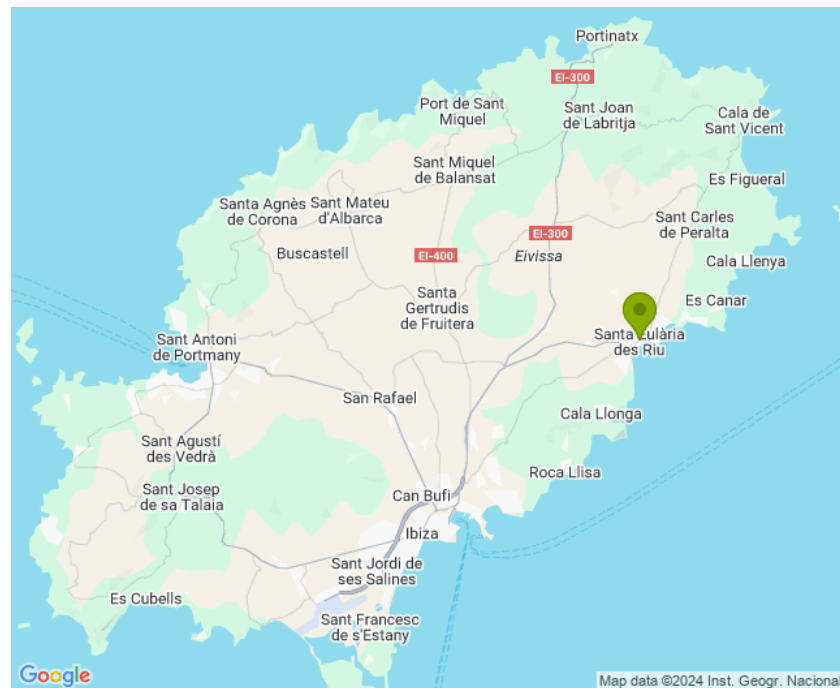 Portinatx
EI-300
Port de Sant
Miquel
Sant Joan
de Labritja
Cala de
Sant Vicent
Sant Miquel
de Balansat
Es Figueral
Santa Agnès
de Corona
Sant Mateu
d'Albarca
Sant Carles
de Peralta
EI-300
Buscastell
EI-400
Eivissa
Cala Llenya
Santa
Gertrudis
de Fruitera
Es Canar
Sant Antoni
de Portmany
Santa Eulària
des Riu
San Rafael
Cala Llonga
Sant Agustí
des Vedrà
Roca Llisa
Sant Josep
de sa Talaia
Can Bufi
Ibiza
Sant Jordi de
ses Salines
Es Cubells
Sant Francesc
de s'Estany
Google
Map data ©2024 Inst. Geogr. Nacional